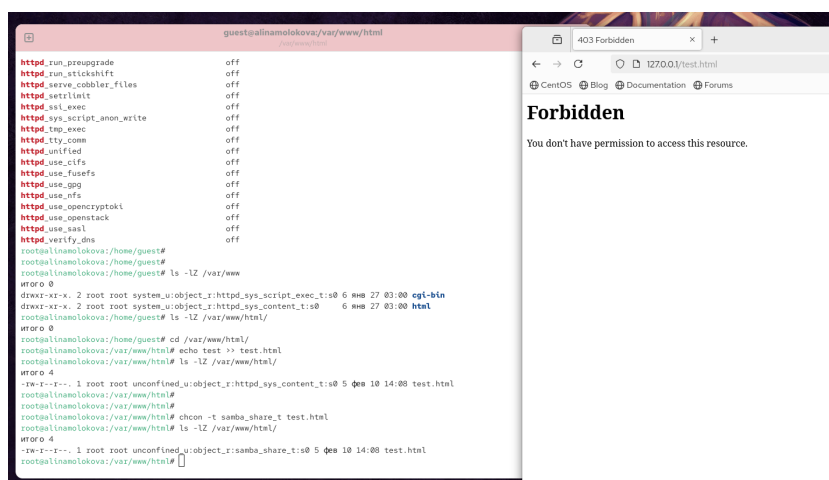 guest@alinamolokova:/var/www/html
/var/www/html
httpd_run_preupgrade off
httpd_run_stickshift off
httpd_serve_cobbler_files off
httpd_setrlimit off
httpd_ssi_exec off
httpd_sys_script_anon_write off
httpd_tmp_exec off
httpd_tty_comm off
httpd_unified off
httpd_use_cifs off
httpd_use_fusefs off
httpd_use_gpg off
httpd_use_nfs off
httpd_use_opencryptoki off
httpd_use_openstack off
httpd_use_sasl off
httpd_verify_dns off
root@alinamolokova:/home/guest#
root@alinamolokova:/home/guest#
root@alinamolokova:/home/guest# ls -lZ /var/www
итого 0
drwxr-xr-x. 2 root root system_u:object_r:httpd_sys_script_exec_t:s0 6 янв 27 03:00 cgi-bin
drwxr-xr-x. 2 root root system_u:object_r:httpd_sys_content_t:s0 6 янв 27 03:00 html
root@alinamolokova:/home/guest# ls -lZ /var/www/html/
итого 0
root@alinamolokova:/home/guest# cd /var/www/html/
root@alinamolokova:/var/www/html# echo test >> test.html
root@alinamolokova:/var/www/html# ls -lZ /var/www/html/
итого 4
-rw-r--r--. 1 root root unconfined_u:object_r:httpd_sys_content_t:s0 5 фев 10 14:08 test.html
root@alinamolokova:/var/www/html#
root@alinamolokova:/var/www/html#
root@alinamolokova:/var/www/html# chcon -t samba_share_t test.html
root@alinamolokova:/var/www/html# ls -lZ /var/www/html/
итого 4
-rw-r--r--. 1 root root unconfined_u:object_r:samba_share_t:s0 5 фев 10 14:08 test.html
root@alinamolokova:/var/www/html#
403 Forbidden
127.0.0.1/test.html
CentOS Blog Documentation Forums
Forbidden
You don't have permission to access this resource.